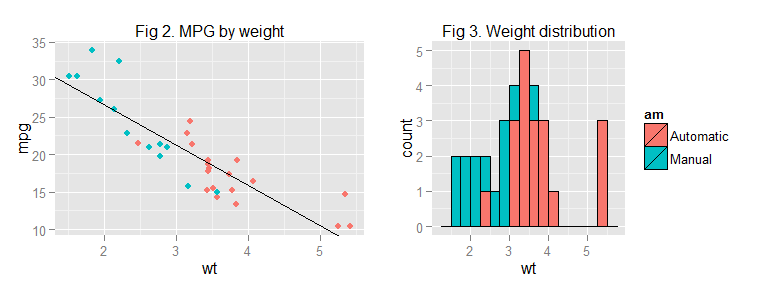 Fig 2. MPG by weight
35
30
25
20
15
10
mpg
2
3
4
5
wt
Fig 3. Weight distribution
5
4
3
2
1
0
count
2
3
4
5
wt
am
Automatic
Manual